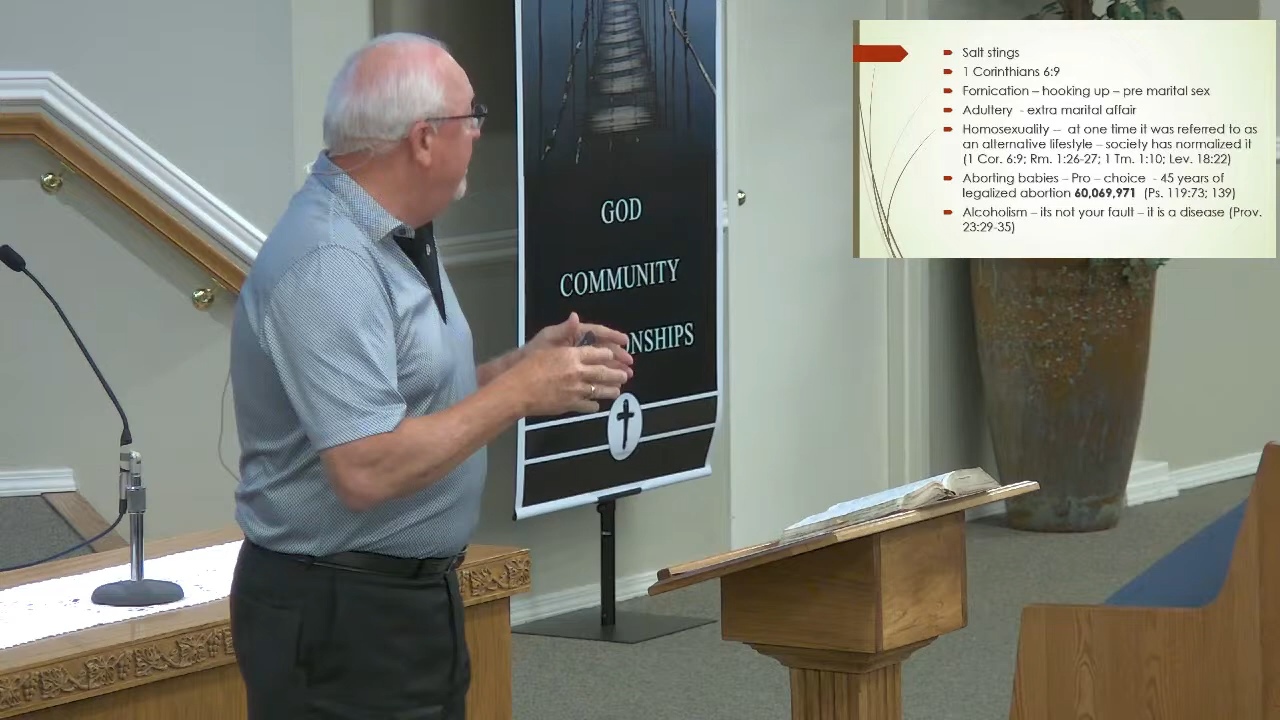 GOD
COMMUNITY
ONSHIPS
Salt stings
1 Corinthians 6:9
Fornication – hooking up – pre marital sex
Adultery - extra marital affair
Homosexuality – at one time it was referred to as
an alternative lifestyle – society has normalized it
(1 Cor. 6:9; Rm. 1:26-27; 1 Tm. 1:10; Lev. 18:22)
Aborting babies – Pro – choice - 45 years of
legalized abortion 60,069,971 (Ps. 119:73; 139)
Alcoholism – its not your fault – it is a disease (Prov.
23:29-35)